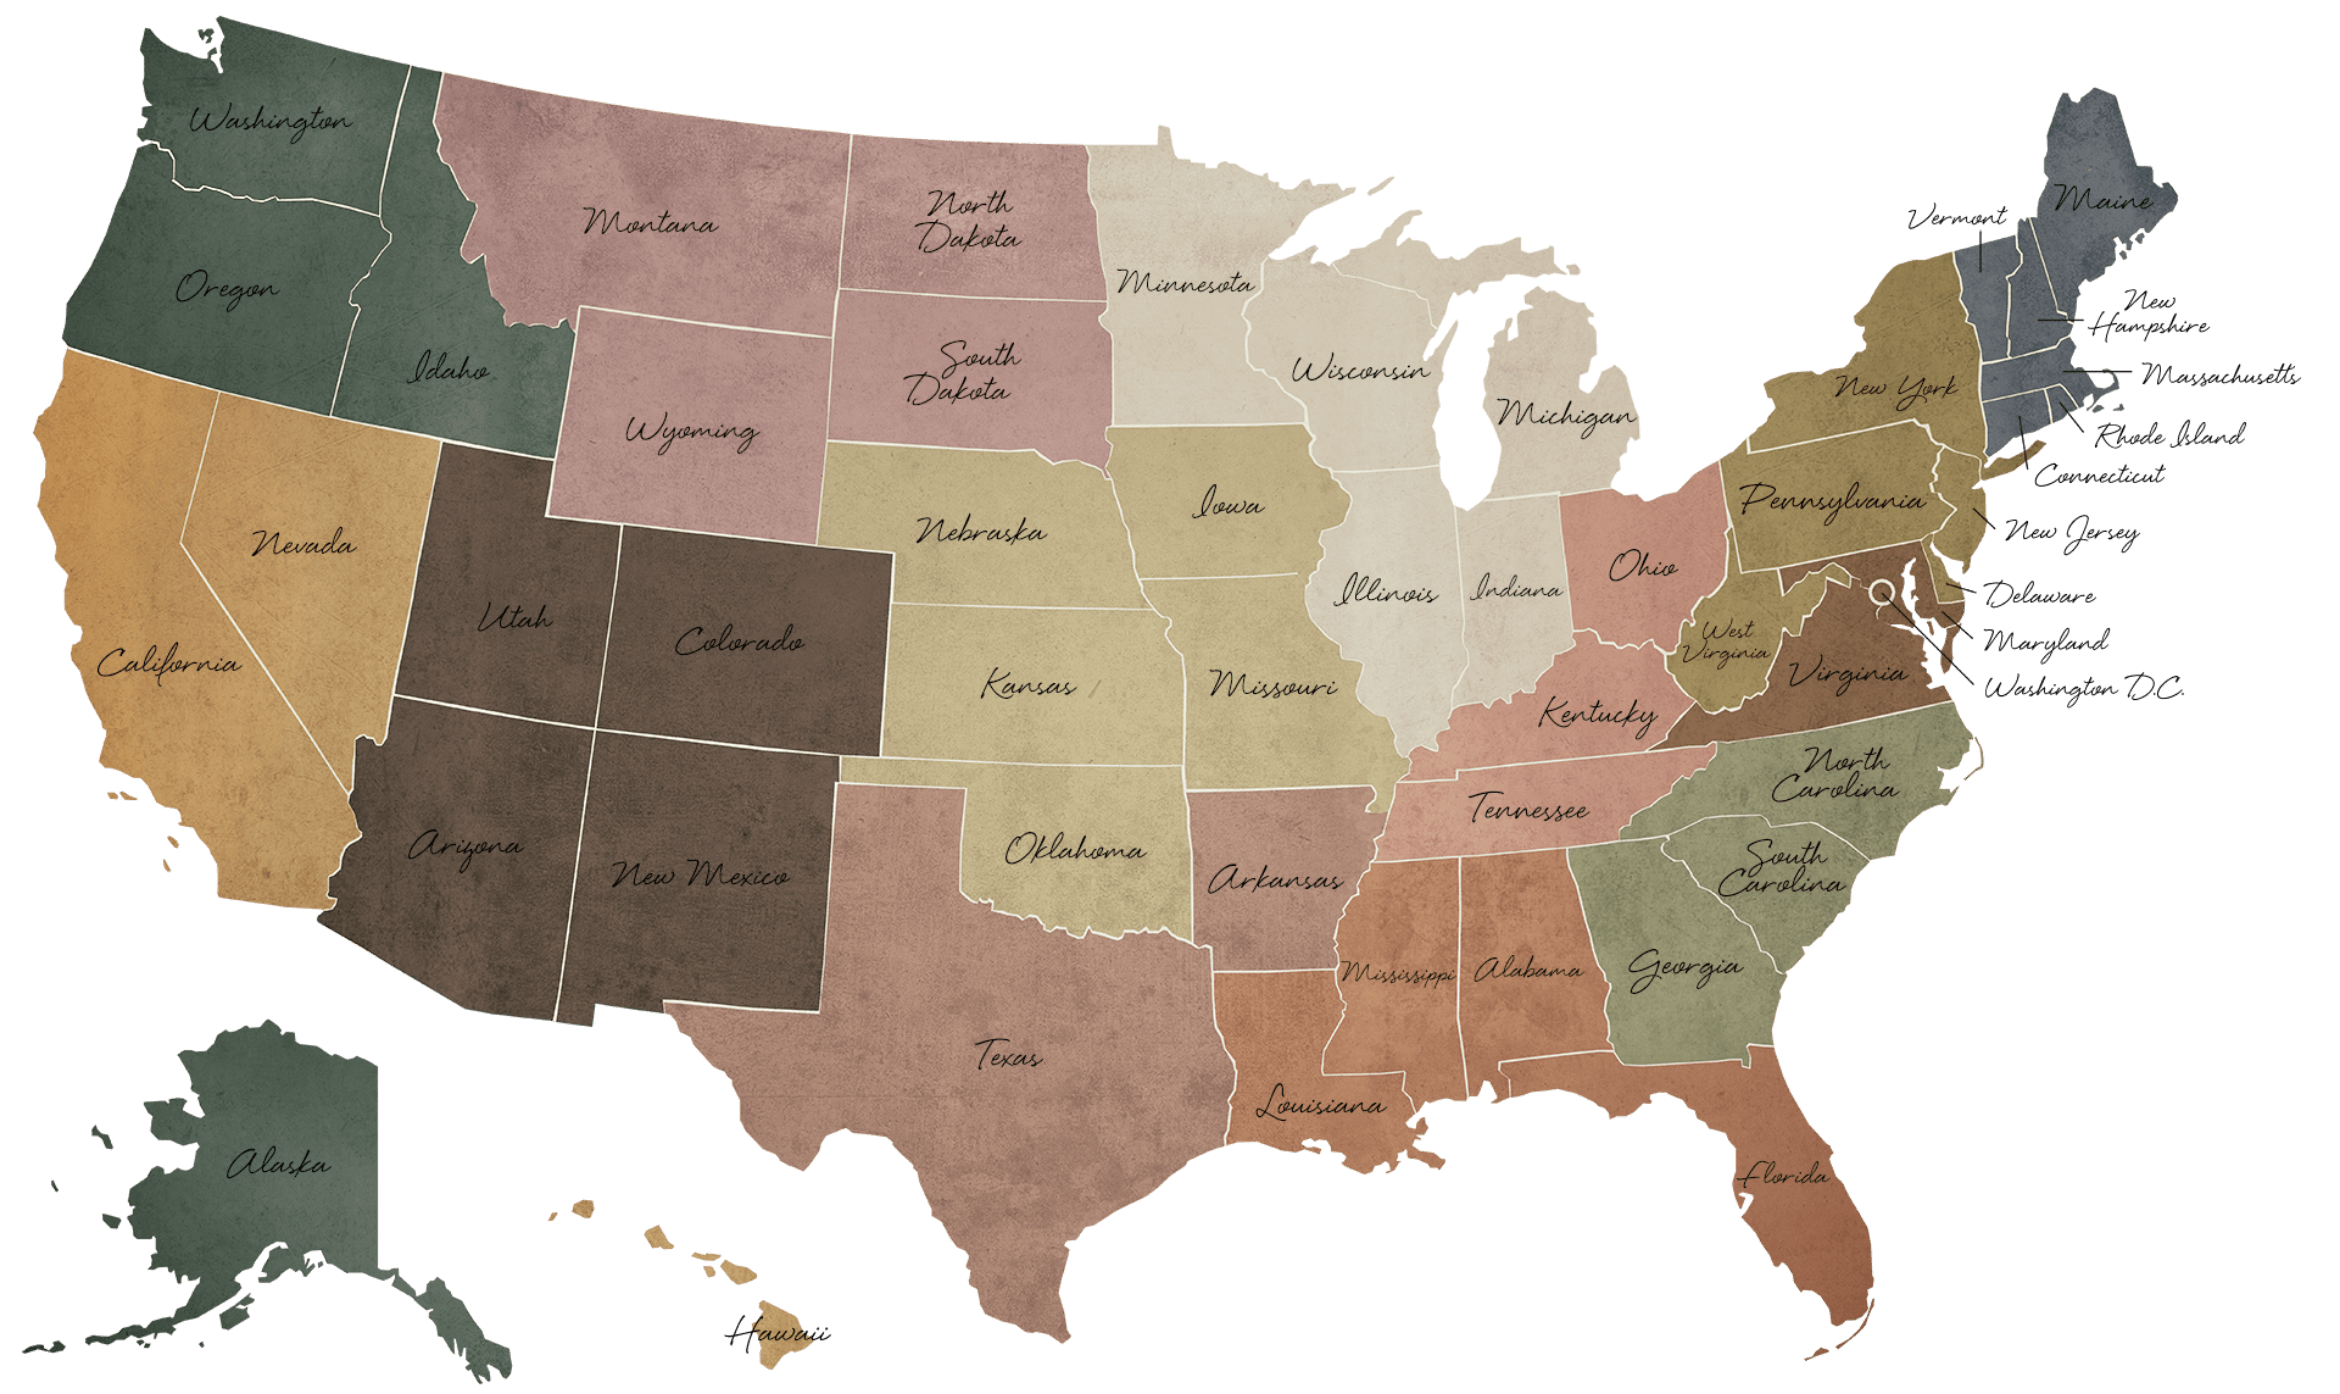 Washington
Montana
North
Dakota
Minnesota
Maine
Vermont
Oregon
Idaho
New
Hampshire
South
Dakota
Wisconsin
Michigan
New York
Massachusetts
Wyoming
Rhode Island
Connecticut
Nevada
Nebraska
Iowa
Pennsylvania
New Jersey
Utah
Colorado
Illinois
Indiana
Ohio
Delaware
West
Virginia
Maryland
California
Kansas
Missouri
Kentucky
Virginia
Washington D.C.
North
Carolina
Arizona
New Mexico
Oklahoma
Arkansas
Tennessee
South
Carolina
Mississippi
Alabama
Georgia
Texas
Louisiana
Alaska
Florida
Hawaii